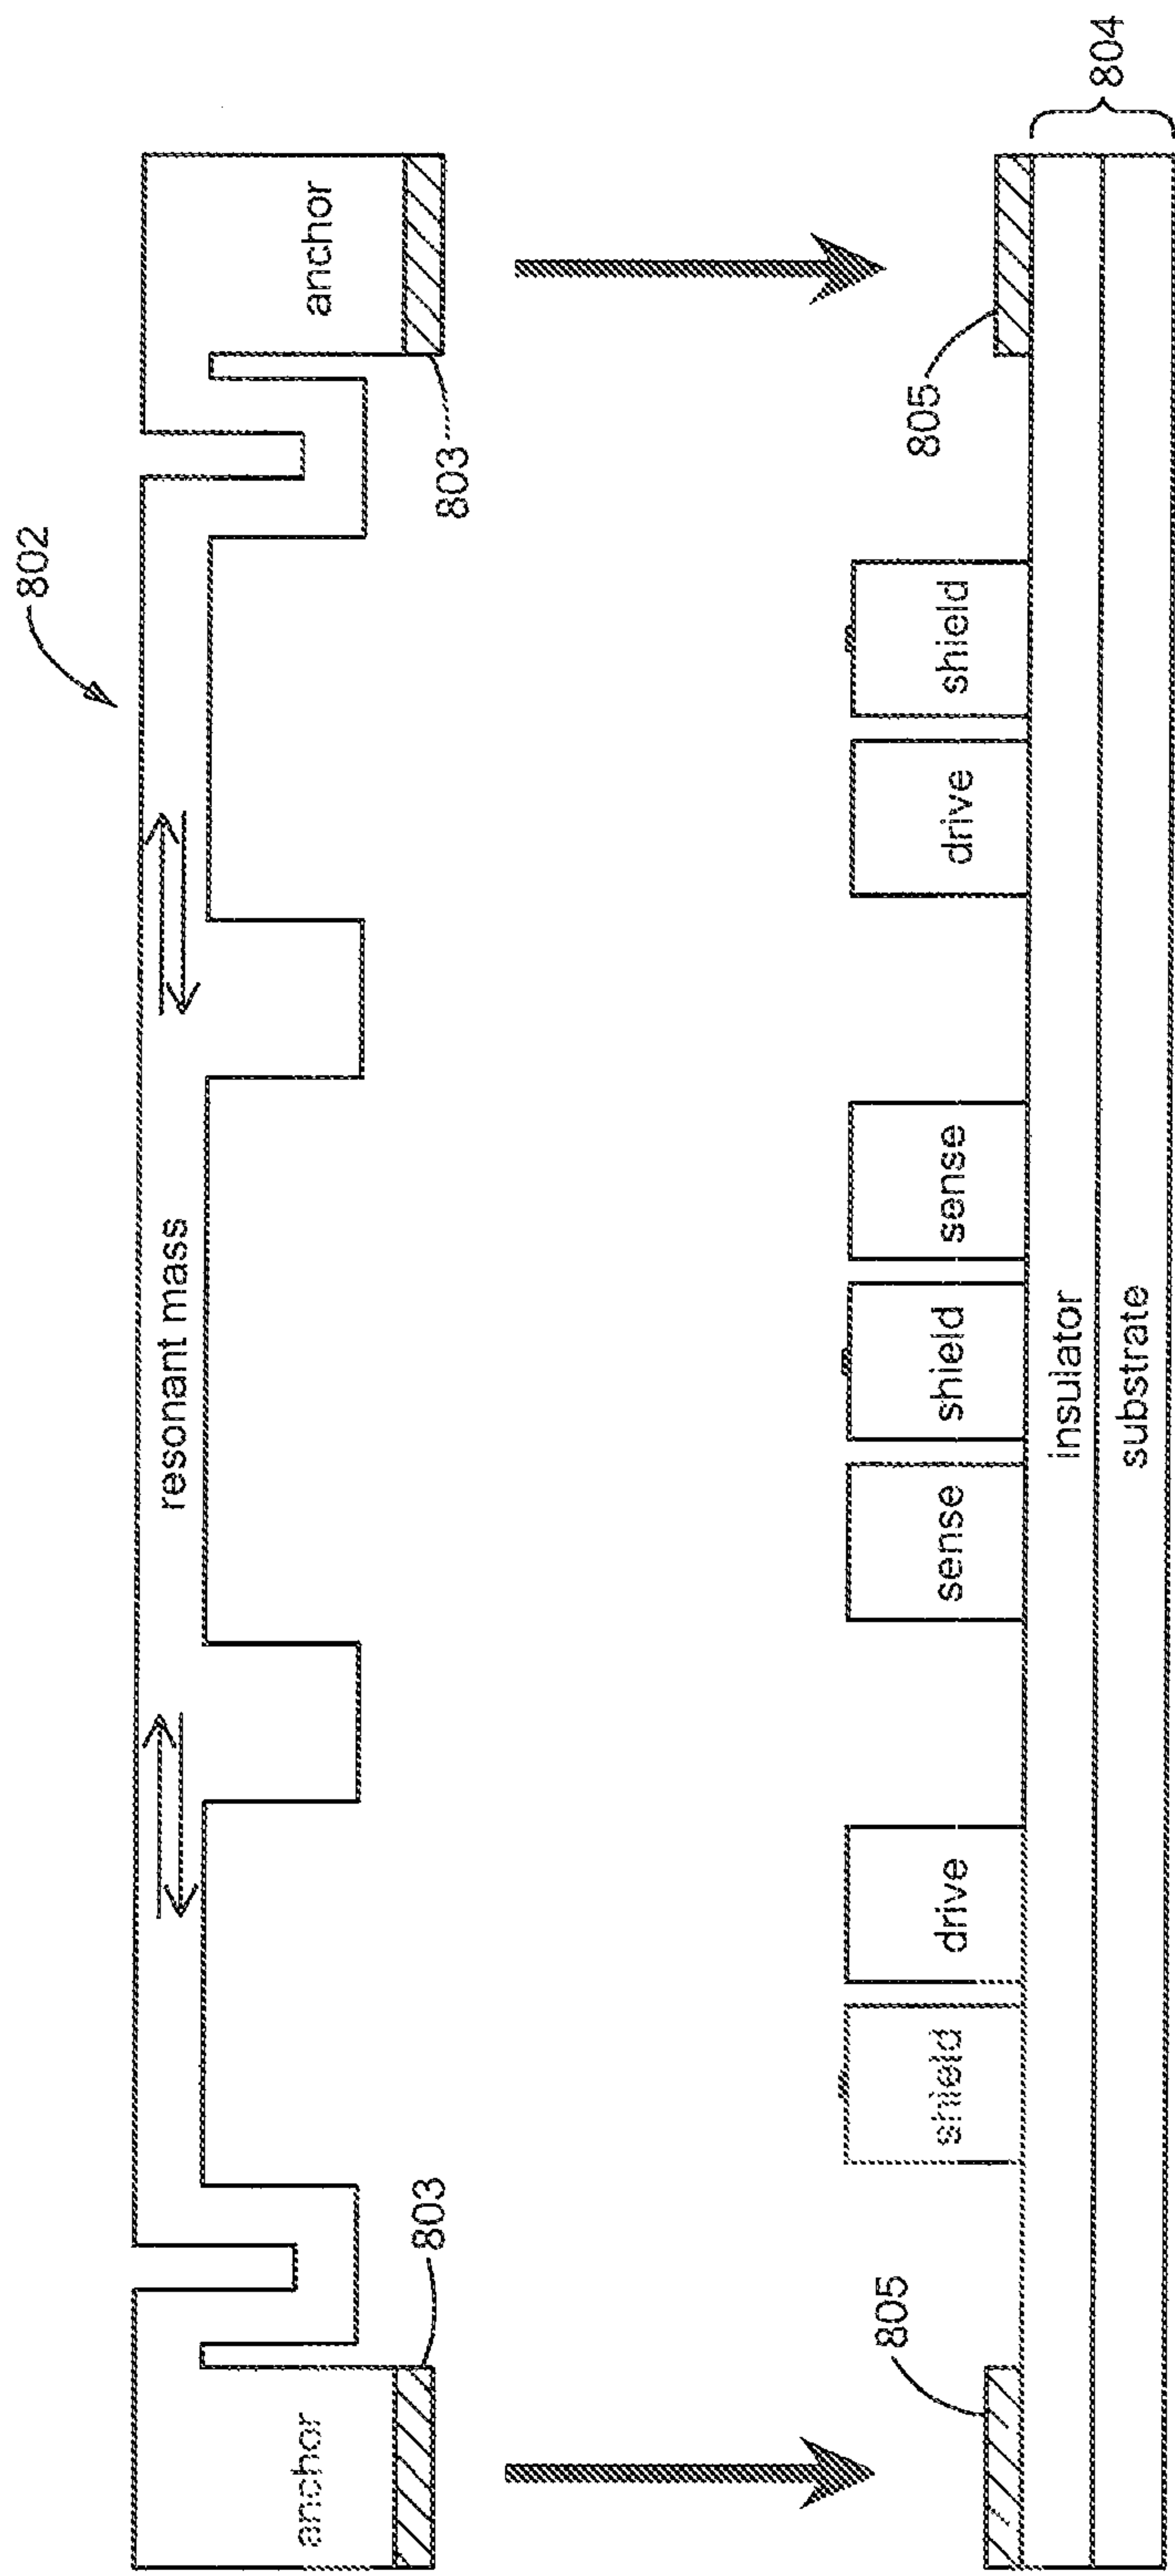 802
anchor
resonant mass
anchor
803
803
805
805
shield
drive
sense
shield
sense
drive
shield
insulator
substrate
804